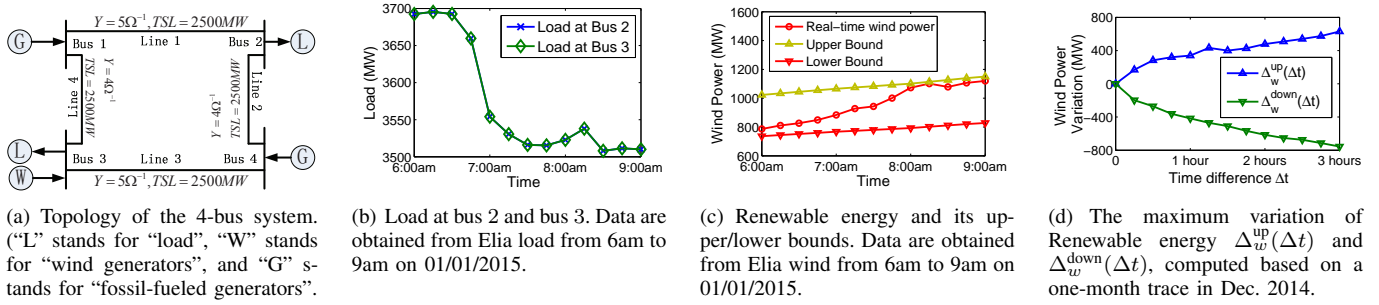 Y = 5Ω⁻¹, TSL = 2500MW
G
Bus 1
Line 1
Bus 2
L
Line 4
Y = 4Ω⁻¹
TSL = 2500MW
Y = 4Ω⁻¹
TSL = 2500MW
Line 2
L
Bus 3
Line 3
Bus 4
G
W
Y = 5Ω⁻¹, TSL = 2500MW
(a) Topology of the 4-bus system.
("L" stands for "load", "W" stands
for "wind generators", and "G" s-
tands for "fossil-fueled generators".
3700
3650
3600
3550
3500
Load (MW)
Load at Bus 2
Load at Bus 3
6:00am
7:00am
8:00am
9:00am
Time
(b) Load at bus 2 and bus 3. Data are
obtained from Elia load from 6am to
9am on 01/01/2015.
1600
1400
1200
1000
800
600
Wind Power (MW)
Real-time wind power
Upper Bound
Lower Bound
6:00am
7:00am
8:00am
9:00am
Time
(c) Renewable energy and its up-
per/lower bounds. Data are obtained
from Elia wind from 6am to 9am on
01/01/2015.
800
400
0
-400
-800
Wind Power
Variation (MW)
Δ_w^up(Δt)
Δ_w^down(Δt)
0
1 hour
2 hours
3 hours
Time difference Δt
(d) The maximum variation of
Renewable energy Δ_w^up(Δt) and
Δ_w^down(Δt), computed based on a
one-month trace in Dec. 2014.